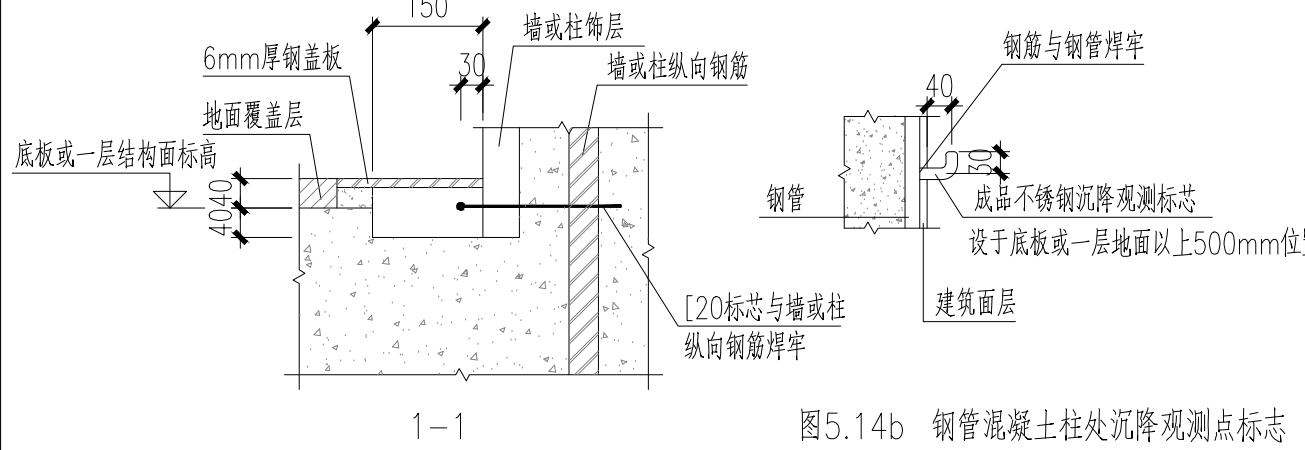 150
30
6mm厚钢盖板
地面覆盖层
底板或一层结构面标高
40
40
墙或柱饰层
墙或柱纵向钢筋
[20标芯与墙或柱
纵向钢筋焊牢
1-1
钢筋与钢管焊牢
40
30
钢管
成品不锈钢沉降观测标芯
设于底板或一层地面以上500mm位
建筑面层
图5.14b 钢管混凝土柱处沉降观测点标志